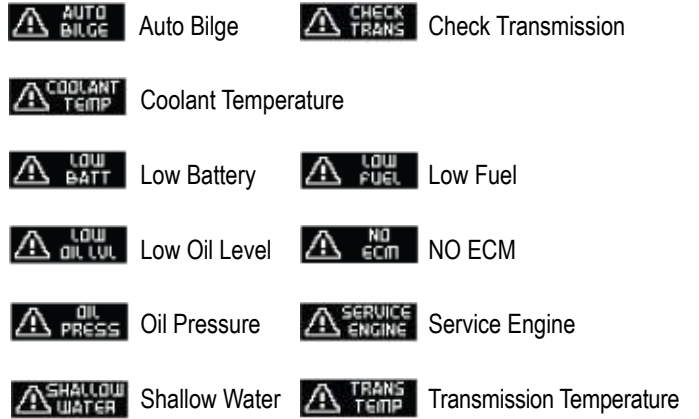 AUTO
BILGE
Auto Bilge
CHECK
TRANS
Check Transmission
COOLANT
TEMP
Coolant Temperature
LOW
BATT
Low Battery
LOW
FUEL
Low Fuel
LOW
OIL LVL
Low Oil Level
NO
ECM
NO ECM
OIL
PRESS
Oil Pressure
SERVICE
ENGINE
Service Engine
SHALLOW
WATER
Shallow Water
TRANS
TEMP
Transmission Temperature